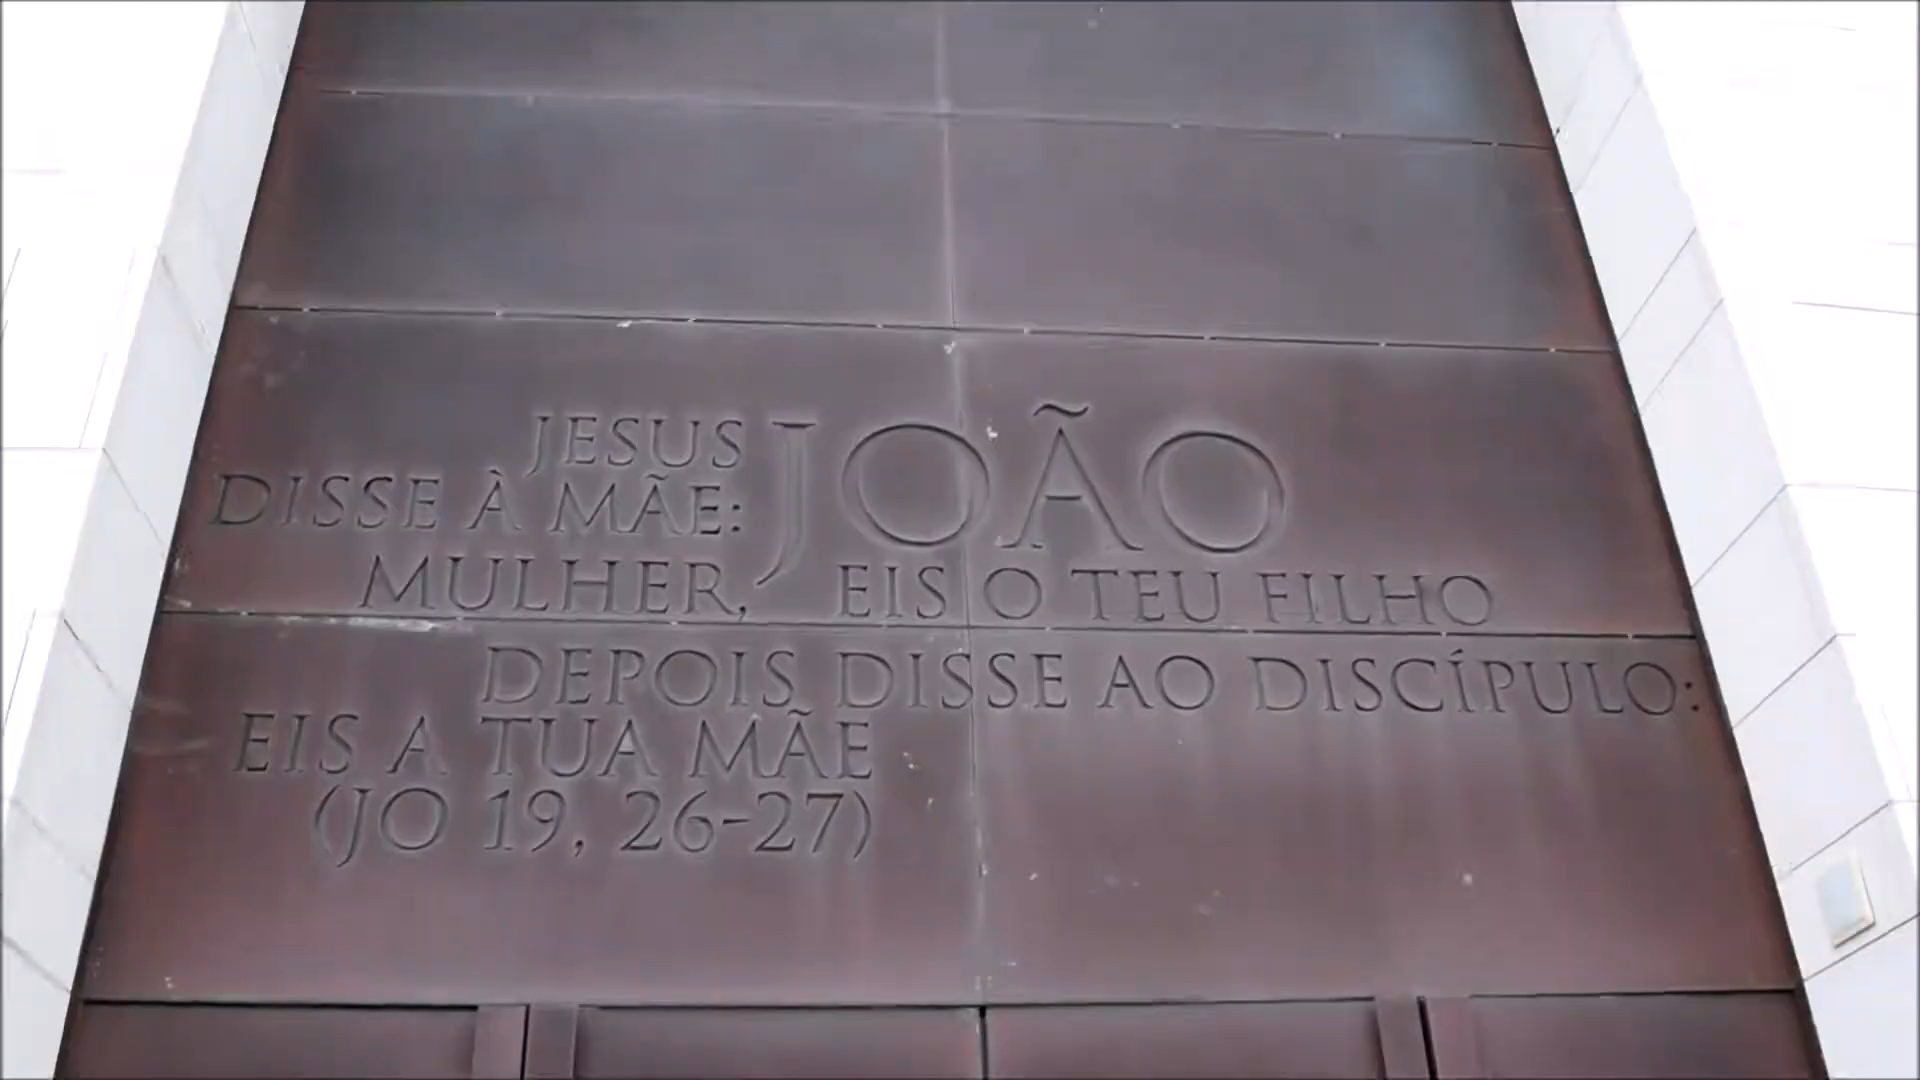 JESUS
DISSE À MÃE:
JOÃO
MULHER, EIS O TEU FILHO
DEPOIS DISSE AO DISCÍPULO:
EIS A TUA MÃE
(JO 19, 26-27)